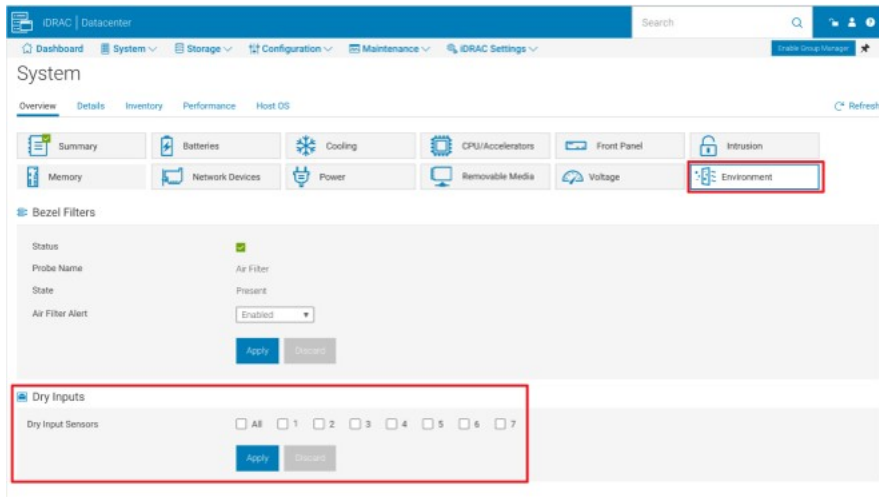 iDRAC | Datacenter Search
Dashboard System Storage Configuration Maintenance iDRAC Settings Enable Group Manager
System
Overview Details Inventory Performance Host OS Refresh
Summary Batteries Cooling CPU/Accelerators Front Panel Intrusion
Memory Network Devices Power Removable Media Voltage Environment
Bezel Filters
Status
Probe Name Air Filter
State Present
Air Filter Alert Enabled
Apply Discard
Dry Inputs
Dry Input Sensors All 1 2 3 4 5 6 7
Apply Discard